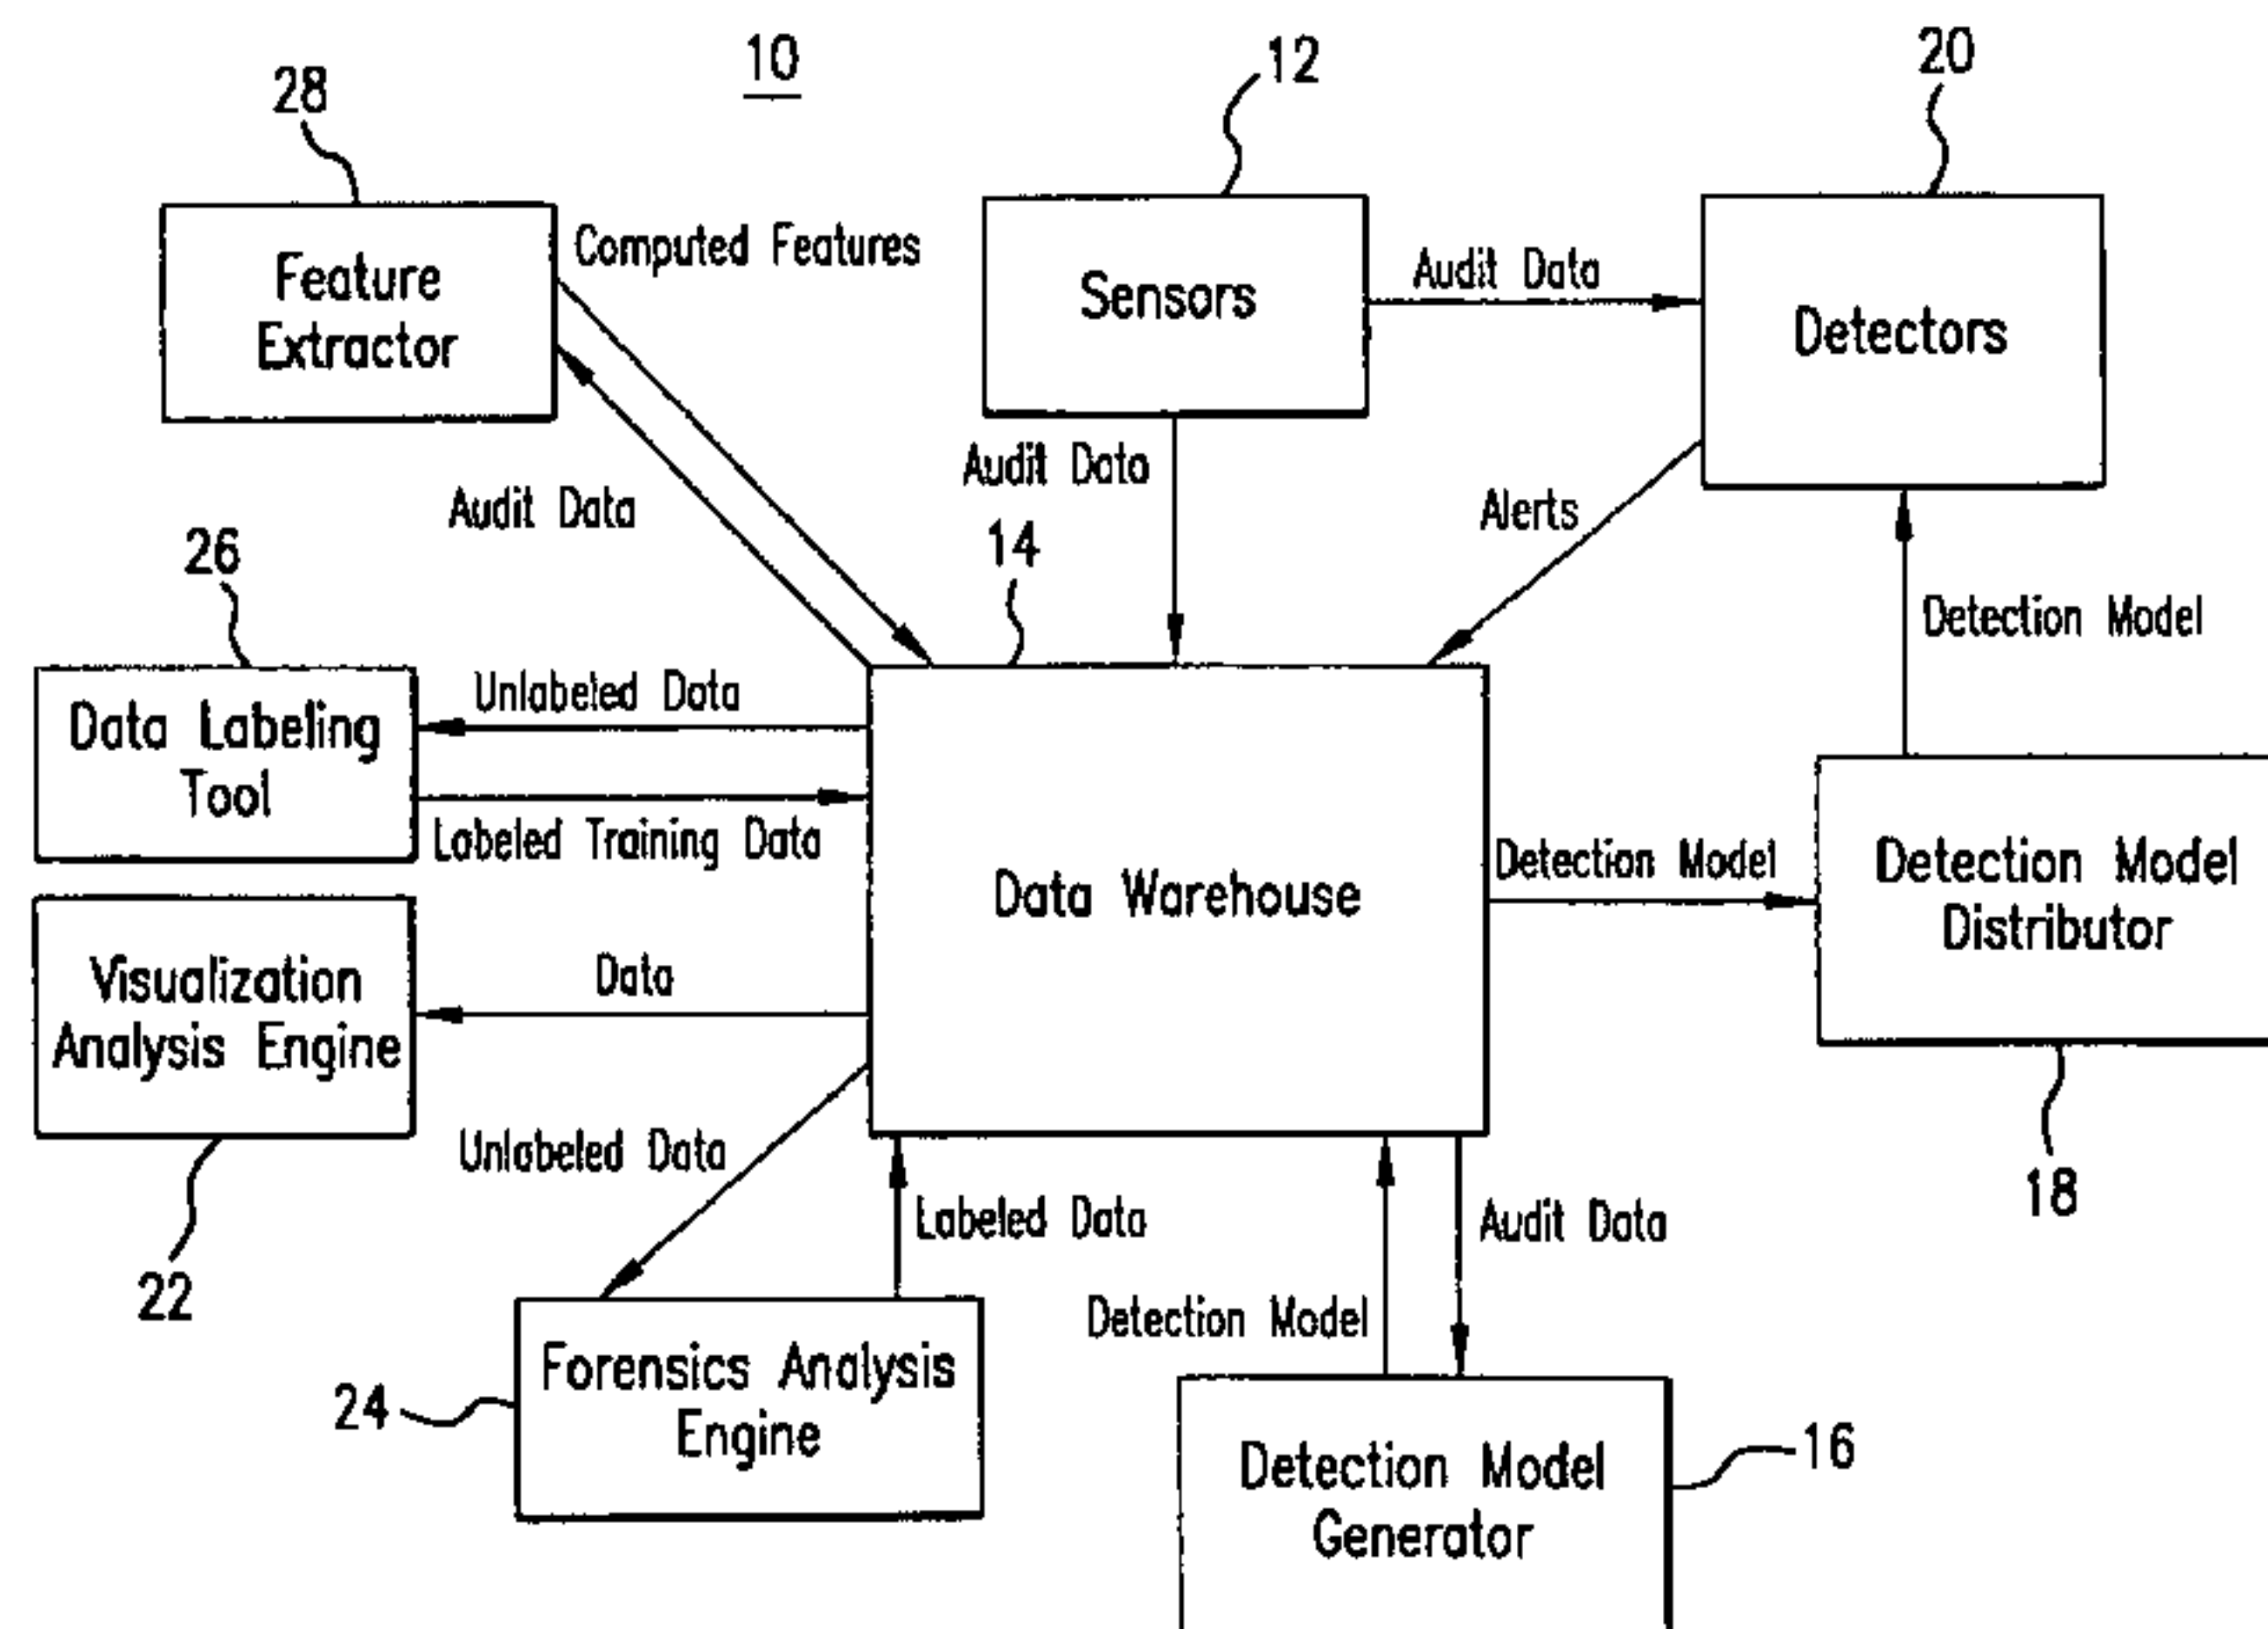 10
12
20
28
Feature
Extractor
Computed Features
Sensors
Audit Data
Detectors
Audit Data
Audit Data
Alerts
14
26
Detection Model
Data Labeling
Tool
Unlabeled Data
Labeled Training Data
Data Warehouse
Detection Model
Detection Model
Distributor
Visualization
Analysis Engine
Data
22
Unlabeled Data
Labeled Data
Audit Data
18
Detection Model
24
Forensics Analysis
Engine
Detection Model
Generator
16